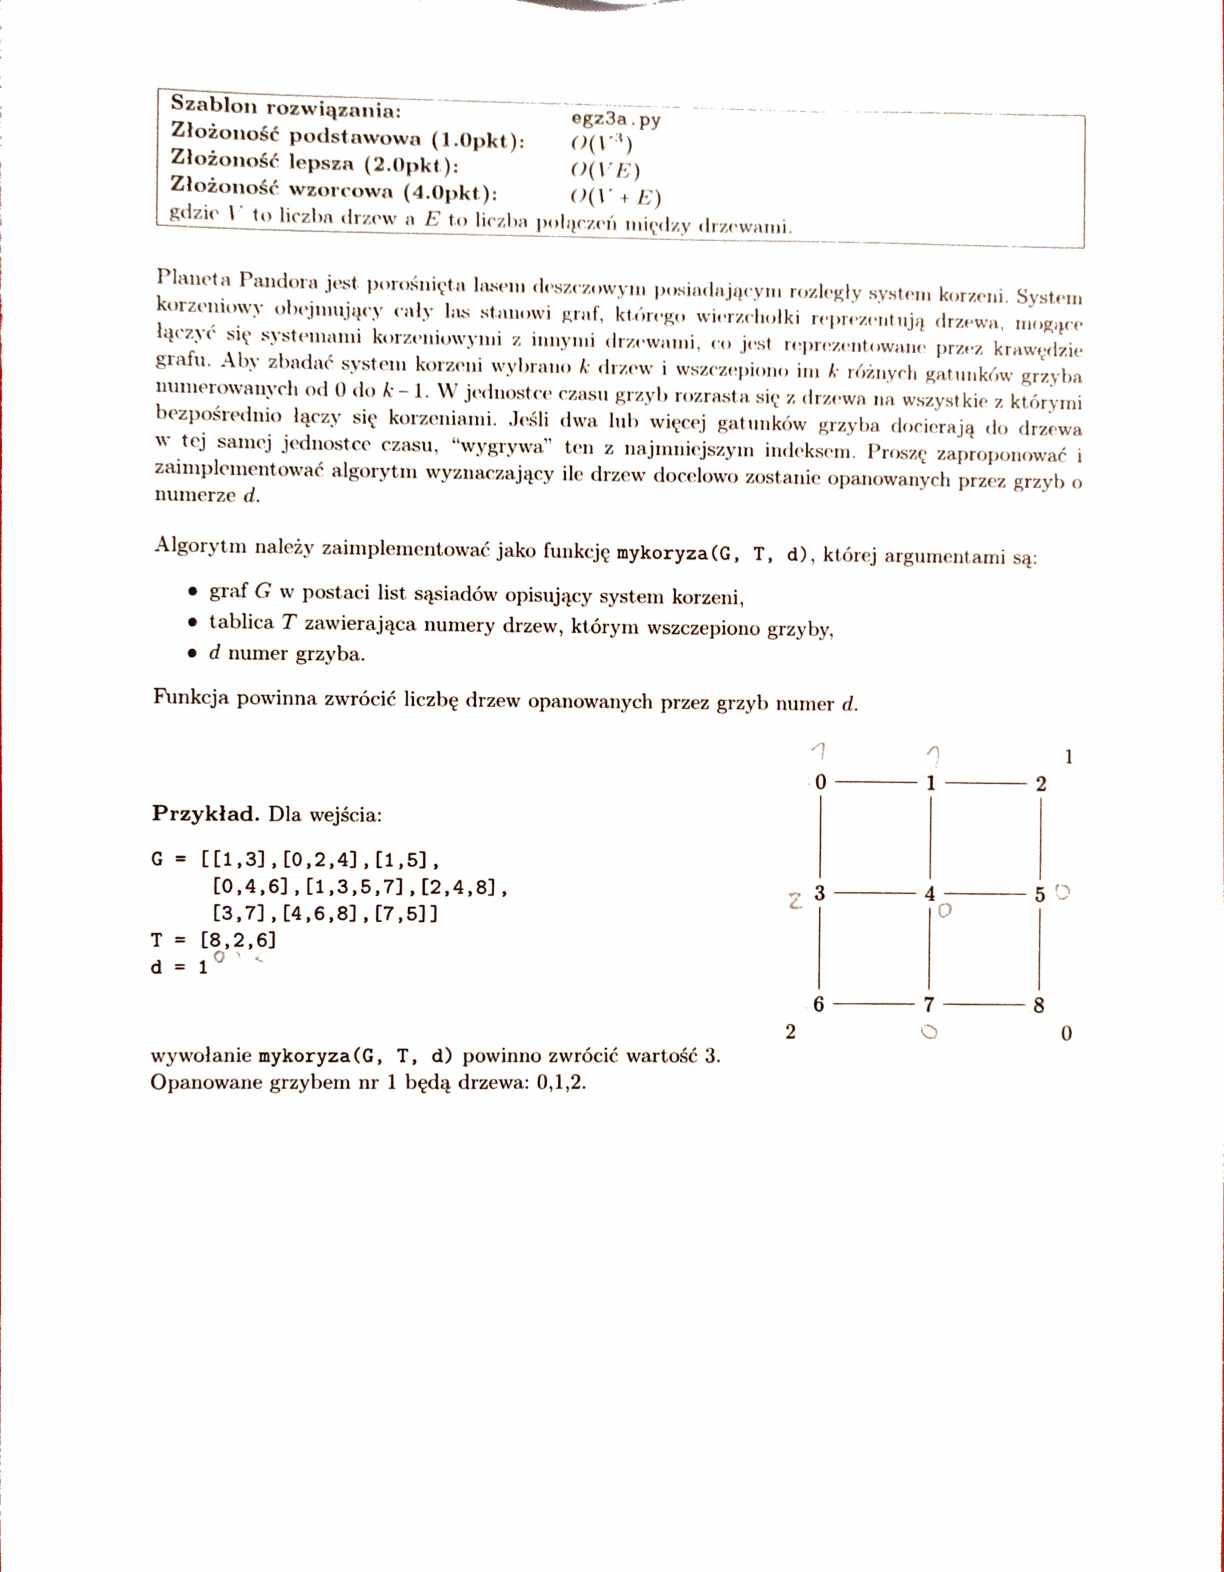 Szablon rozwiązania: egz3a.py
Złożoność podstawowa (1.0pkt): O(V³)
Złożoność lepsza (2.0pkt): O(VE)
Złożoność wzorcowa (4.0pkt): O(V + E)
gdzie V to liczba drzew a E to liczba połączeń między drzewami.
Planeta Pandora jest porośnięta lasem deszczowym posiadającym rozległy system korzeni. System
korzeniowy obejmujący cały las stanowi graf, którego wierzchołki reprezentują drzewa, mogące
łączyć się systemami korzeniowymi z innymi drzewami, co jest reprezentowane przez krawędzie
grafu. Aby zbadać system korzeni wybrano k drzew i wszczepiono im k różnych gatunków grzyba
numerowanych od 0 do k - 1. W jednostce czasu grzyb rozrasta się z drzewa na wszystkie z którymi
bezpośrednio łączy się korzeniami. Jeśli dwa lub więcej gatunków grzyba docierają do drzewa
w tej samej jednostce czasu, “wygrywa” ten z najmniejszym indeksem. Proszę zaproponować i
zaimplementować algorytm wyznaczający ile drzew docelowo zostanie opanowanych przez grzyb o
numerze d.
Algorytm należy zaimplementować jako funkcję mykoryza(G, T, d), której argumentami są:
• graf G w postaci list sąsiadów opisujący system korzeni,
• tablica T zawierająca numery drzew, którym wszczepiono grzyby,
• d numer grzyba.
Funkcja powinna zwrócić liczbę drzew opanowanych przez grzyb numer d.
1 1 1
0 1 2
Przykład. Dla wejścia:
G = [[1,3],[0,2,4],[1,5],
[0,4,6],[1,3,5,7],[2,4,8],
[3,7],[4,6,8],[7,5]]
T = [8,2,6]
d = 1
0
2 3 4 0 5 0
6 7 8
2 0 0
wywołanie mykoryza(G, T, d) powinno zwrócić wartość 3.
Opanowane grzybem nr 1 będą drzewa: 0,1,2.